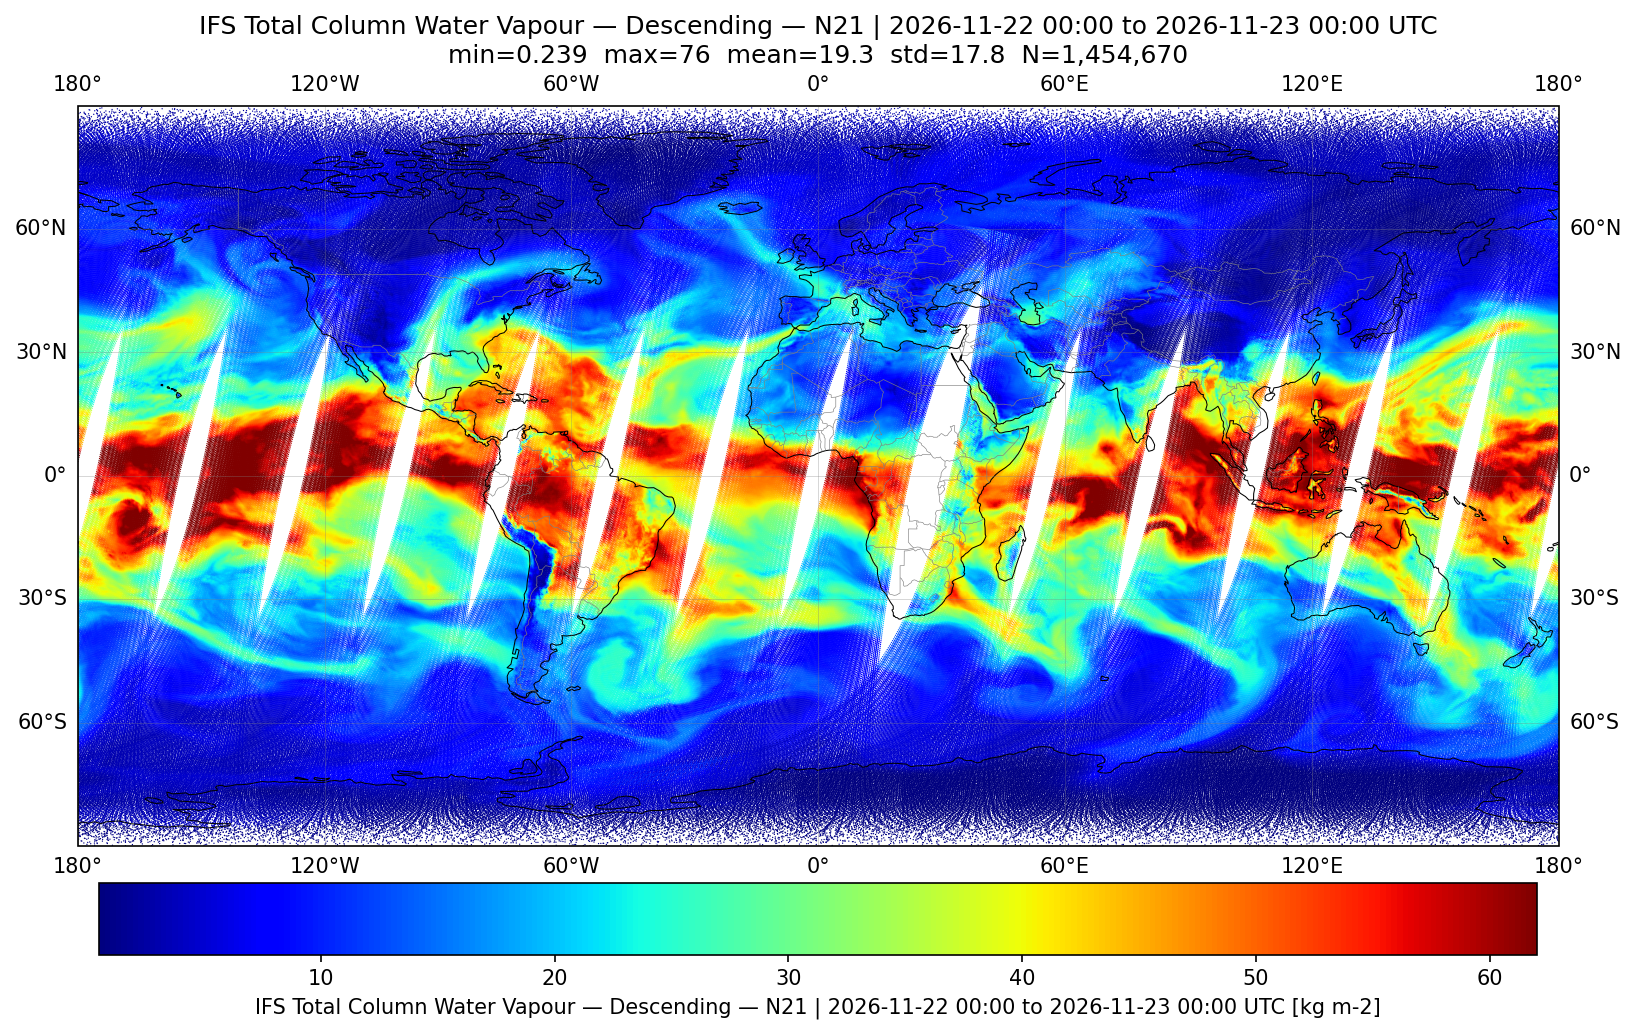 IFS Total Column Water Vapour — Descending — N21 | 2026-11-22 00:00 to 2026-11-23 00:00 UTC
min=0.239 max=76 mean=19.3 std=17.8 N=1,454,670
180° 120°W 60°W 0° 60°E 120°E 180°
60°N 60°N
30°N 30°N
0° 0°
30°S 30°S
60°S 60°S
180° 120°W 60°W 0° 60°E 120°E 180°
10 20 30 40 50 60
IFS Total Column Water Vapour — Descending — N21 | 2026-11-22 00:00 to 2026-11-23 00:00 UTC [kg m-2]